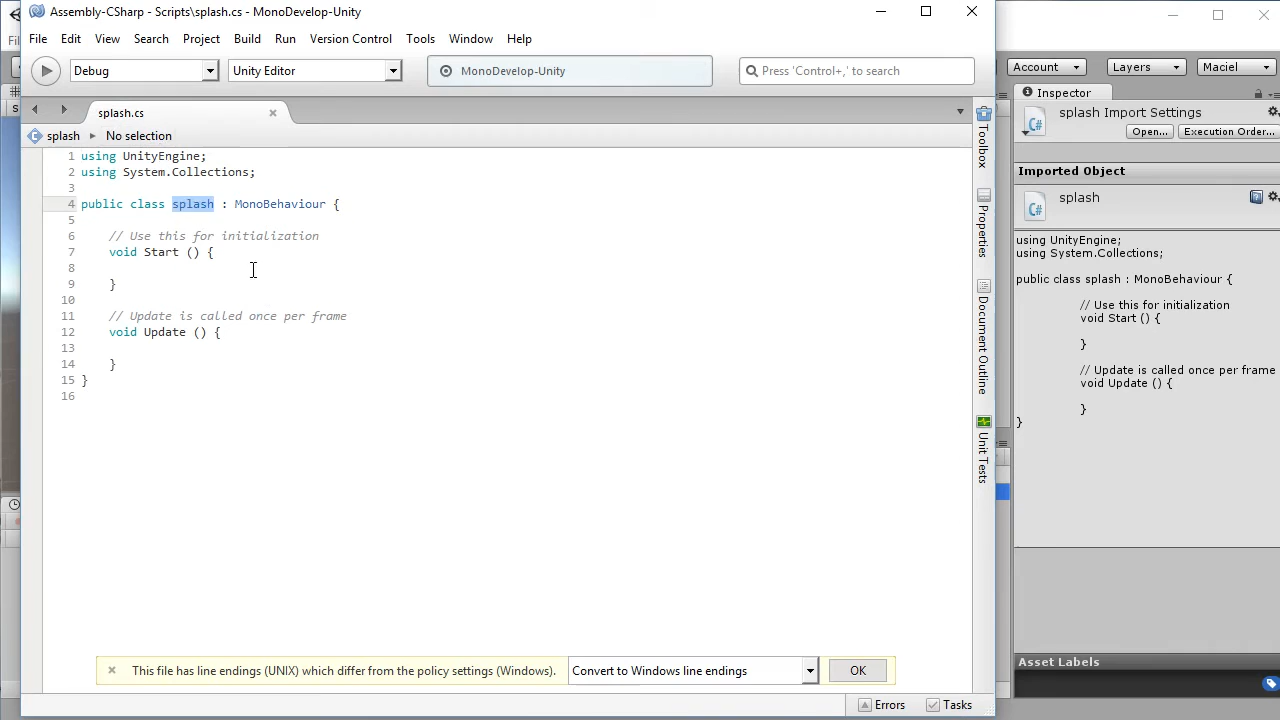 Assembly-CSharp - Scripts\splash.cs - MonoDevelop-Unity
File Edit View Search Project Build Run Version Control Tools Window Help
Debug
Unity Editor
MonoDevelop-Unity
Press 'Control+,' to search
splash.cs
splash ▸ No selection
1 using UnityEngine;
2 using System.Collections;
3
4 public class splash : MonoBehaviour {
5
6 // Use this for initialization
7 void Start () {
8
9 }
10
11 // Update is called once per frame
12 void Update () {
13
14 }
15 }
16
This file has line endings (UNIX) which differ from the policy settings (Windows).
Convert to Windows line endings
OK
Errors
Tasks
Toolbox
Properties
Document Outline
Unit Tests
Account
Layers
Maciel
Inspector
splash Import Settings
Open...
Execution Order...
Imported Object
splash
using UnityEngine;
using System.Collections;
public class splash : MonoBehaviour {
// Use this for initialization
void Start () {
}
// Update is called once per frame
void Update () {
}
}
Asset Labels
C#
C#